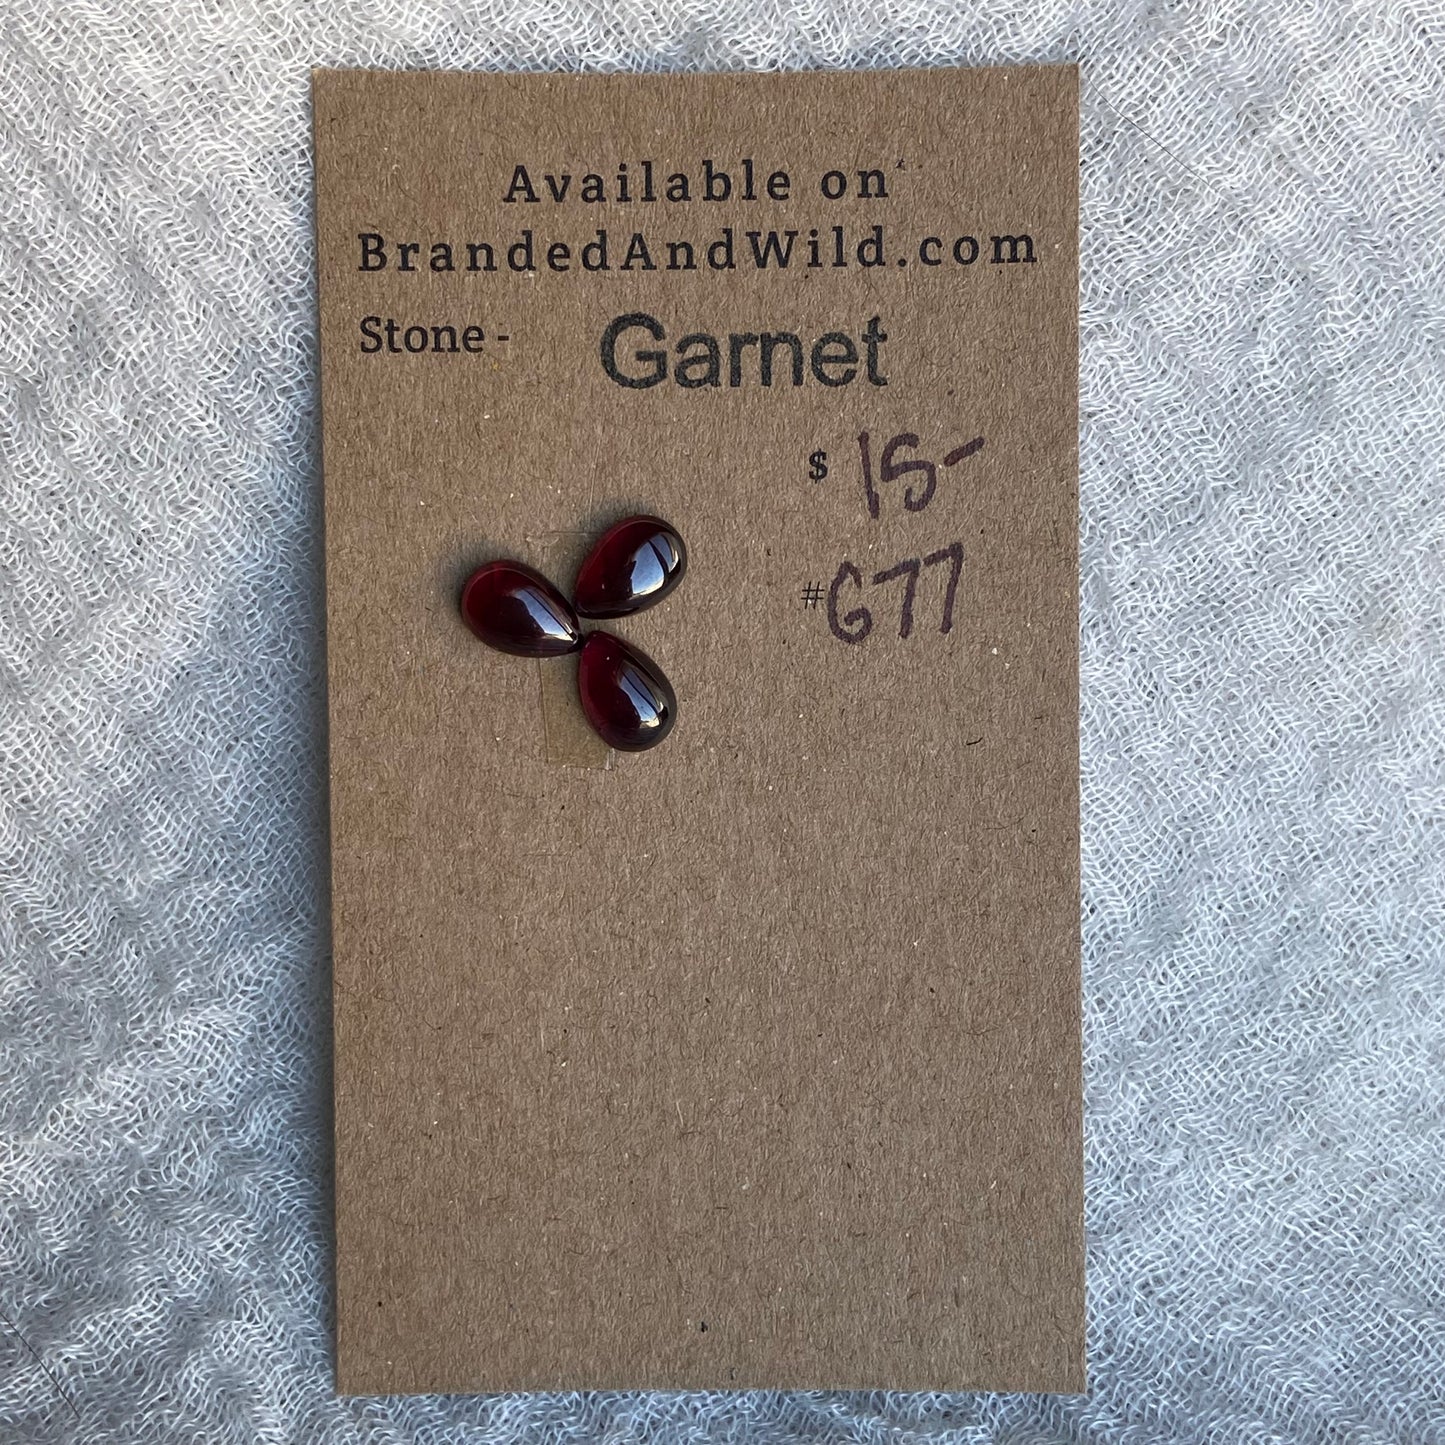 Available on
BrandedAndWild.com
Stone - Garnet
$ 15-
#G77